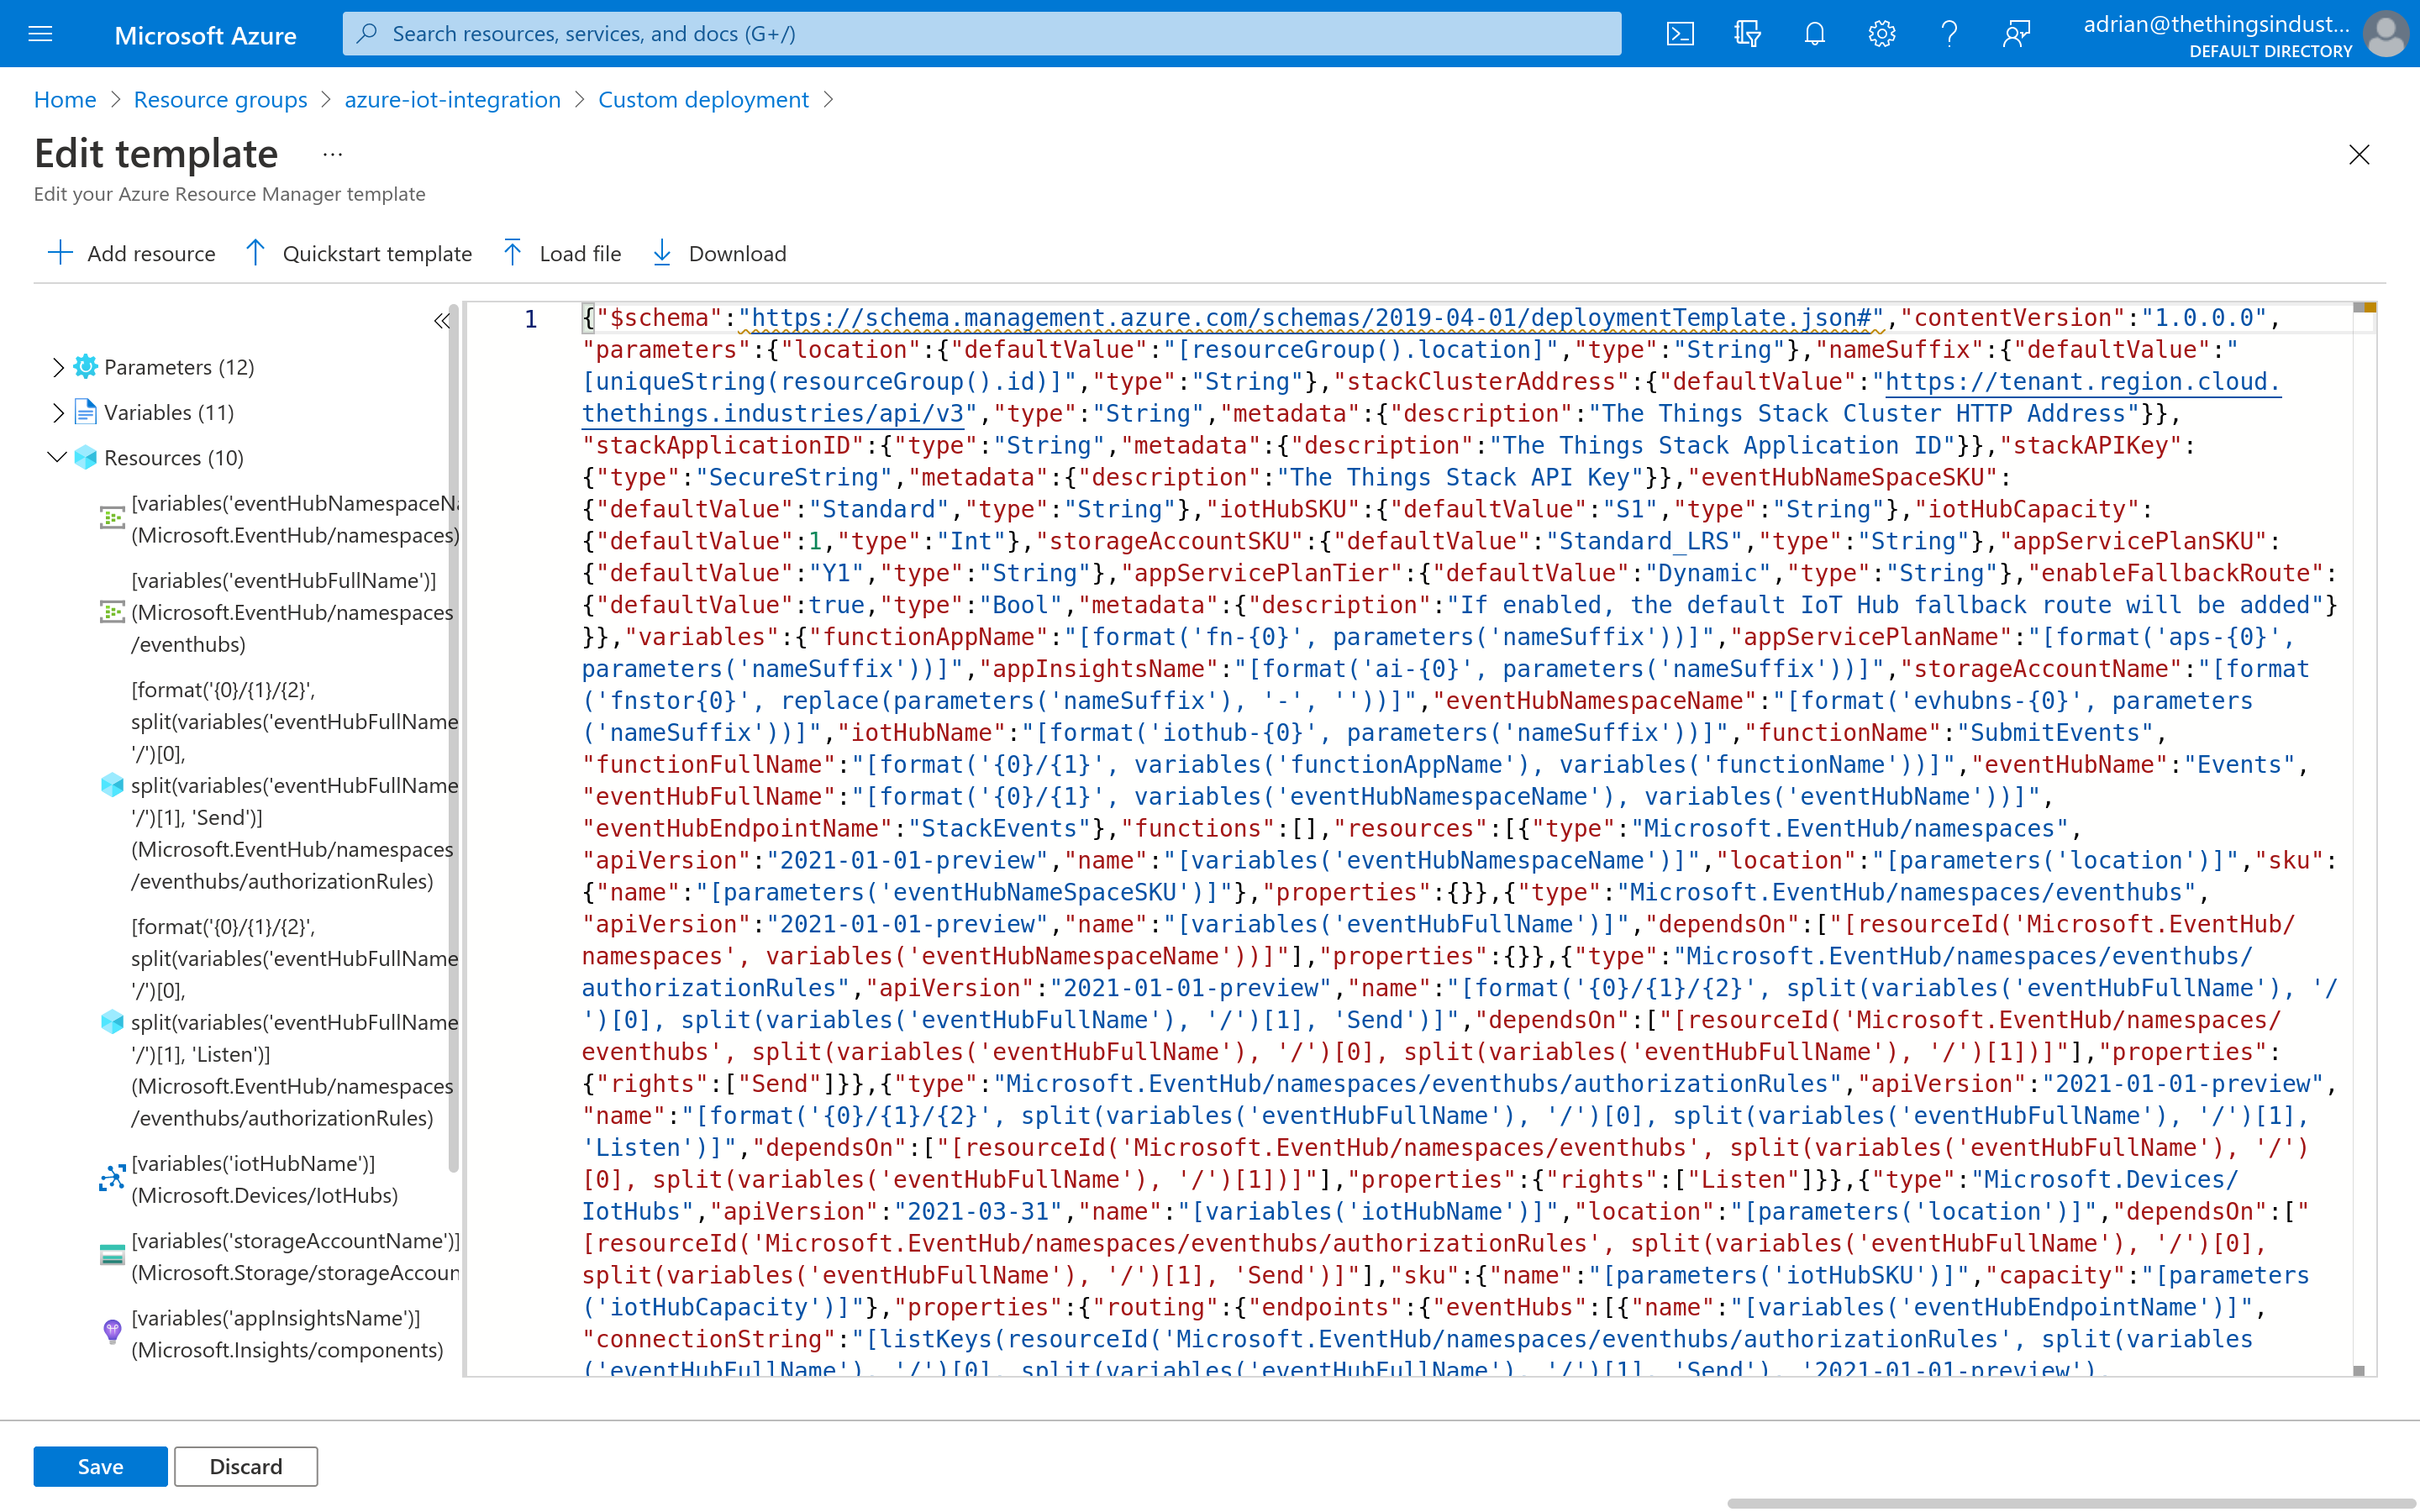 Microsoft Azure
Search resources, services, and docs (G+/)
adrian@thethingsindust...
DEFAULT DIRECTORY
Home > Resource groups > azure-iot-integration > Custom deployment >
Edit template ...
Edit your Azure Resource Manager template
Add resource
Quickstart template
Load file
Download
Parameters (12)
Variables (11)
Resources (10)
[variables('eventHubNamespaceNa
(Microsoft.EventHub/namespaces)
[variables('eventHubFullName')]
(Microsoft.EventHub/namespaces
/eventhubs)
[format('{0}/{1}/{2}',
split(variables('eventHubFullName
'/')[0],
split(variables('eventHubFullName
'/')[1], 'Send')]
(Microsoft.EventHub/namespaces
/eventhubs/authorizationRules)
[format('{0}/{1}/{2}',
split(variables('eventHubFullName
'/')[0],
split(variables('eventHubFullName
'/')[1], 'Listen')]
(Microsoft.EventHub/namespaces
/eventhubs/authorizationRules)
[variables('iotHubName')]
(Microsoft.Devices/IotHubs)
[variables('storageAccountName')]
(Microsoft.Storage/storageAccoun
[variables('appInsightsName')]
(Microsoft.Insights/components)
1
{"$schema":"https://schema.management.azure.com/schemas/2019-04-01/deploymentTemplate.json#","contentVersion":"1.0.0.0",
"parameters":{"location":{"defaultValue":"[resourceGroup().location]","type":"String"},"nameSuffix":{"defaultValue":"
[uniqueString(resourceGroup().id)]","type":"String"},"stackClusterAddress":{"defaultValue":"https://tenant.region.cloud.
thethings.industries/api/v3","type":"String","metadata":{"description":"The Things Stack Cluster HTTP Address"}},
"stackApplicationID":{"type":"String","metadata":{"description":"The Things Stack Application ID"}},"stackAPIKey":
{"type":"SecureString","metadata":{"description":"The Things Stack API Key"}},"eventHubNameSpaceSKU":
{"defaultValue":"Standard","type":"String"},"iotHubSKU":{"defaultValue":"S1","type":"String"},"iotHubCapacity":
{"defaultValue":1,"type":"Int"},"storageAccountSKU":{"defaultValue":"Standard_LRS","type":"String"},"appServicePlanSKU":
{"defaultValue":"Y1","type":"String"},"appServicePlanTier":{"defaultValue":"Dynamic","type":"String"},"enableFallbackRoute":
{"defaultValue":true,"type":"Bool","metadata":{"description":"If enabled, the default IoT Hub fallback route will be added"}
}},"variables":{"functionAppName":"[format('fn-{0}', parameters('nameSuffix'))]","appServicePlanName":"[format('aps-{0}',
parameters('nameSuffix'))]","appInsightsName":"[format('ai-{0}', parameters('nameSuffix'))]","storageAccountName":"[format
('fnstor{0}', replace(parameters('nameSuffix'), '-', ''))]","eventHubNamespaceName":"[format('evhubns-{0}', parameters
('nameSuffix'))]","iotHubName":"[format('iothub-{0}', parameters('nameSuffix'))]","functionName":"SubmitEvents",
"functionFullName":"[format('{0}/{1}', variables('functionAppName'), variables('functionName'))]","eventHubName":"Events",
"eventHubFullName":"[format('{0}/{1}', variables('eventHubNamespaceName'), variables('eventHubName'))]",
"eventHubEndpointName":"StackEvents"},"functions":[],"resources":[{"type":"Microsoft.EventHub/namespaces",
"apiVersion":"2021-01-01-preview","name":"[variables('eventHubNamespaceName')]","location":"[parameters('location')]","sku":
{"name":"[parameters('eventHubNameSpaceSKU')]"},"properties":{}},{"type":"Microsoft.EventHub/namespaces/eventhubs",
"apiVersion":"2021-01-01-preview","name":"[variables('eventHubFullName')]","dependsOn":["[resourceId('Microsoft.EventHub/
namespaces', variables('eventHubNamespaceName'))]"],"properties":{}},{"type":"Microsoft.EventHub/namespaces/eventhubs/
authorizationRules","apiVersion":"2021-01-01-preview","name":"[format('{0}/{1}/{2}', split(variables('eventHubFullName'), '/
')[0], split(variables('eventHubFullName'), '/')[1], 'Send')]","dependsOn":["[resourceId('Microsoft.EventHub/namespaces/
eventhubs', split(variables('eventHubFullName'), '/')[0], split(variables('eventHubFullName'), '/')[1])]"],"properties":
{"rights":["Send"]}},{"type":"Microsoft.EventHub/namespaces/eventhubs/authorizationRules","apiVersion":"2021-01-01-preview",
"name":"[format('{0}/{1}/{2}', split(variables('eventHubFullName'), '/')[0], split(variables('eventHubFullName'), '/')[1],
'Listen')]","dependsOn":["[resourceId('Microsoft.EventHub/namespaces/eventhubs', split(variables('eventHubFullName'), '/')
[0], split(variables('eventHubFullName'), '/')[1])]"],"properties":{"rights":["Listen"]}},{"type":"Microsoft.Devices/
IotHubs","apiVersion":"2021-03-31","name":"[variables('iotHubName')]","location":"[parameters('location')]","dependsOn":["
[resourceId('Microsoft.EventHub/namespaces/eventhubs/authorizationRules', split(variables('eventHubFullName'), '/')[0],
split(variables('eventHubFullName'), '/')[1], 'Send')]"],"sku":{"name":"[parameters('iotHubSKU')]","capacity":"[parameters
('iotHubCapacity')]"},"properties":{"routing":{"endpoints":{"eventHubs":[{"name":"[variables('eventHubEndpointName')]",
"connectionString":"[listKeys(resourceId('Microsoft.EventHub/namespaces/eventhubs/authorizationRules', split(variables
('eventHubFullName'), '/')[0], split(variables('eventHubFullName'), '/')[1], 'Send'), '2021-01-01-preview').
Save
Discard